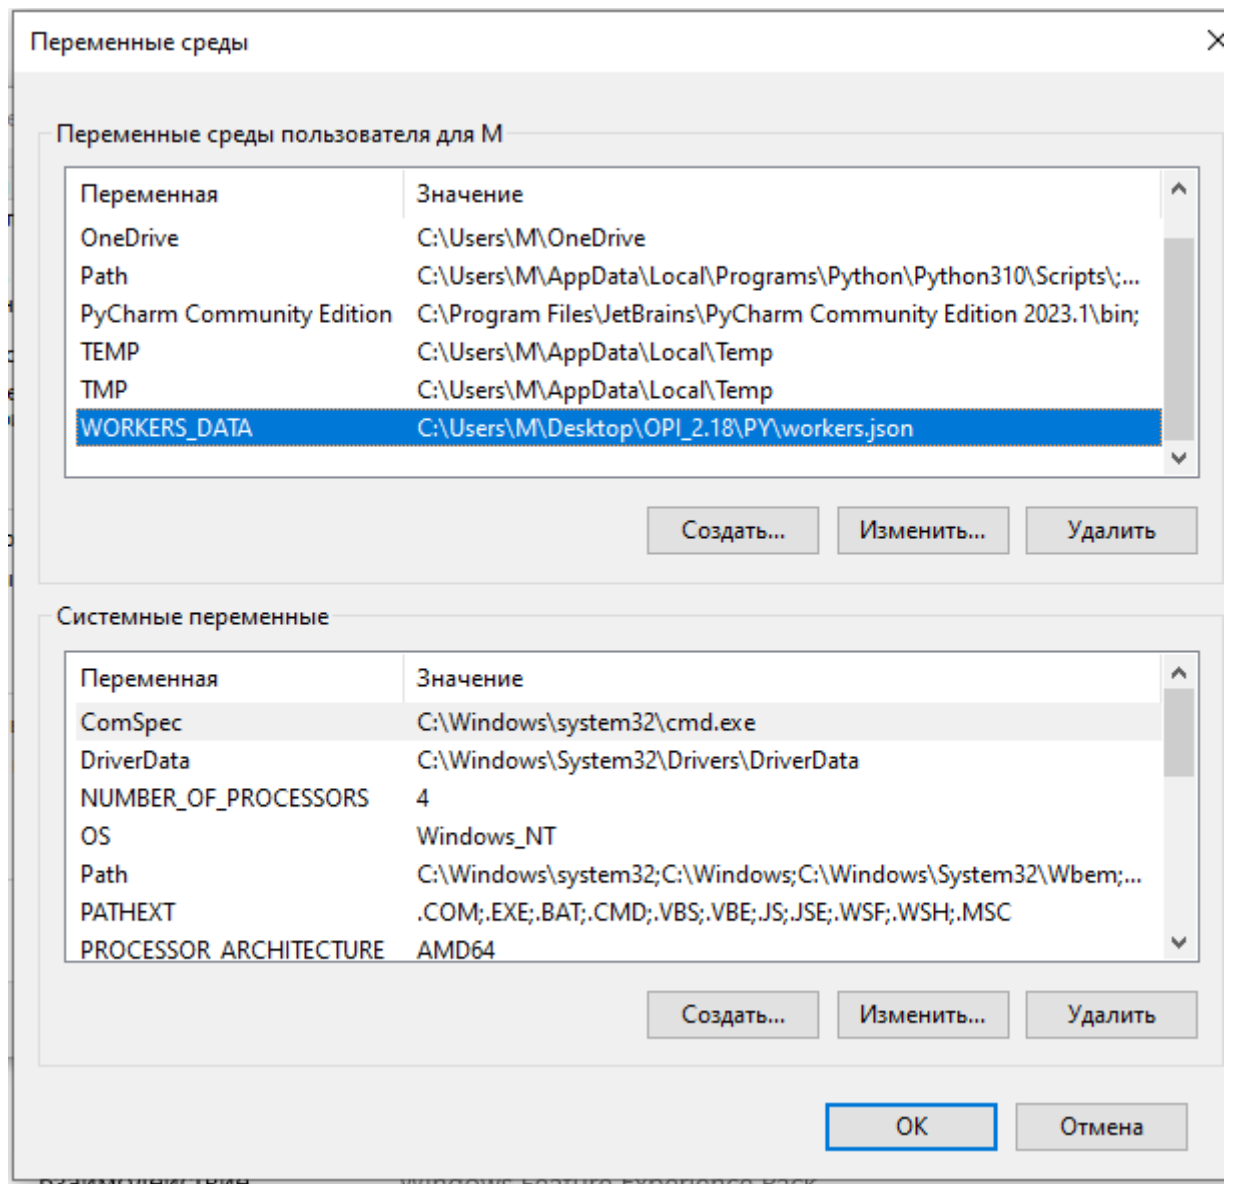 Переменные среды
Переменные среды пользователя для M
Переменная Значение
OneDrive C:\Users\M\OneDrive
Path C:\Users\M\AppData\Local\Programs\Python\Python310\Scripts\;...
PyCharm Community Edition C:\Program Files\JetBrains\PyCharm Community Edition 2023.1\bin;
TEMP C:\Users\M\AppData\Local\Temp
TMP C:\Users\M\AppData\Local\Temp
WORKERS_DATA C:\Users\M\Desktop\OPI_2.18\PY\workers.json
Создать... Изменить... Удалить
Системные переменные
Переменная Значение
ComSpec C:\Windows\system32\cmd.exe
DriverData C:\Windows\System32\Drivers\DriverData
NUMBER_OF_PROCESSORS 4
OS Windows_NT
Path C:\Windows\system32;C:\Windows;C:\Windows\System32\Wbem;...
PATHEXT .COM;.EXE;.BAT;.CMD;.VBS;.VBE;.JS;.JSE;.WSF;.WSH;.MSC
PROCESSOR_ARCHITECTURE AMD64
Создать... Изменить... Удалить
ОК Отмена
Windows Feature Experience Pack